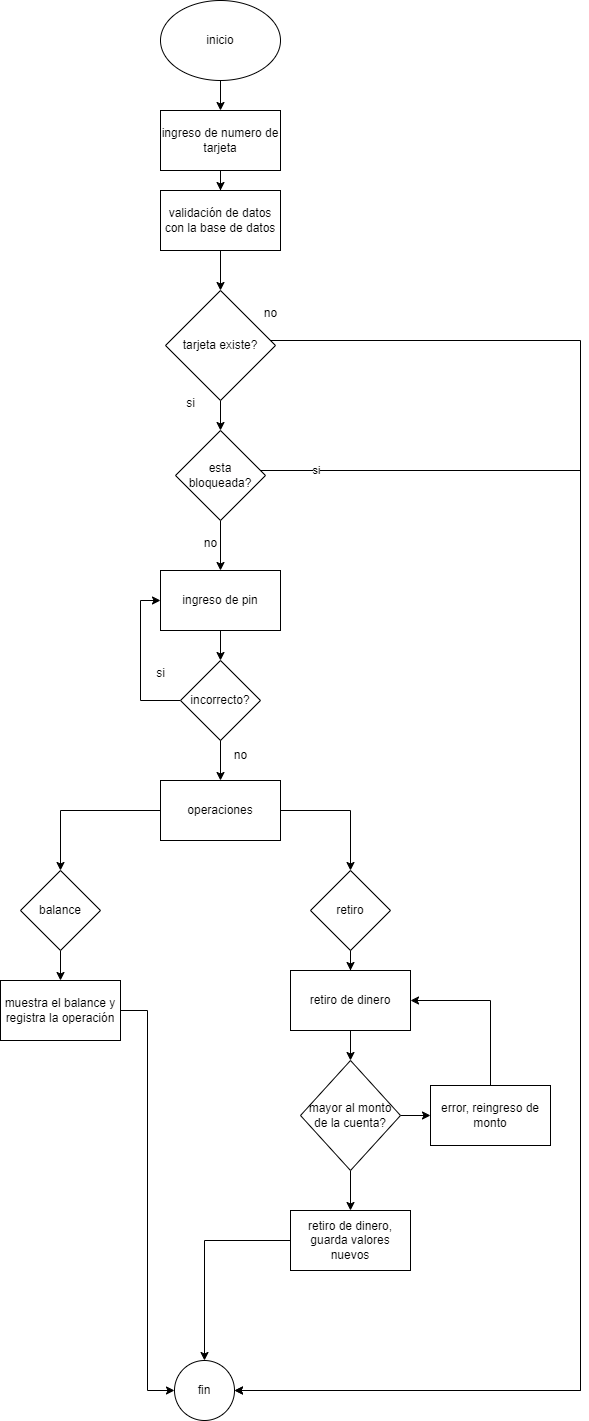 inicio
ingreso de numero de
tarjeta
validación de datos
con la base de datos
no
tarjeta existe?
si
esta
bloqueada?
si
no
ingreso de pin
si
incorrecto?
no
operaciones
balance
retiro
muestra el balance y
registra la operación
retiro de dinero
mayor al monto
de la cuenta?
error, reingreso de
monto
retiro de dinero,
guarda valores
nuevos
fin